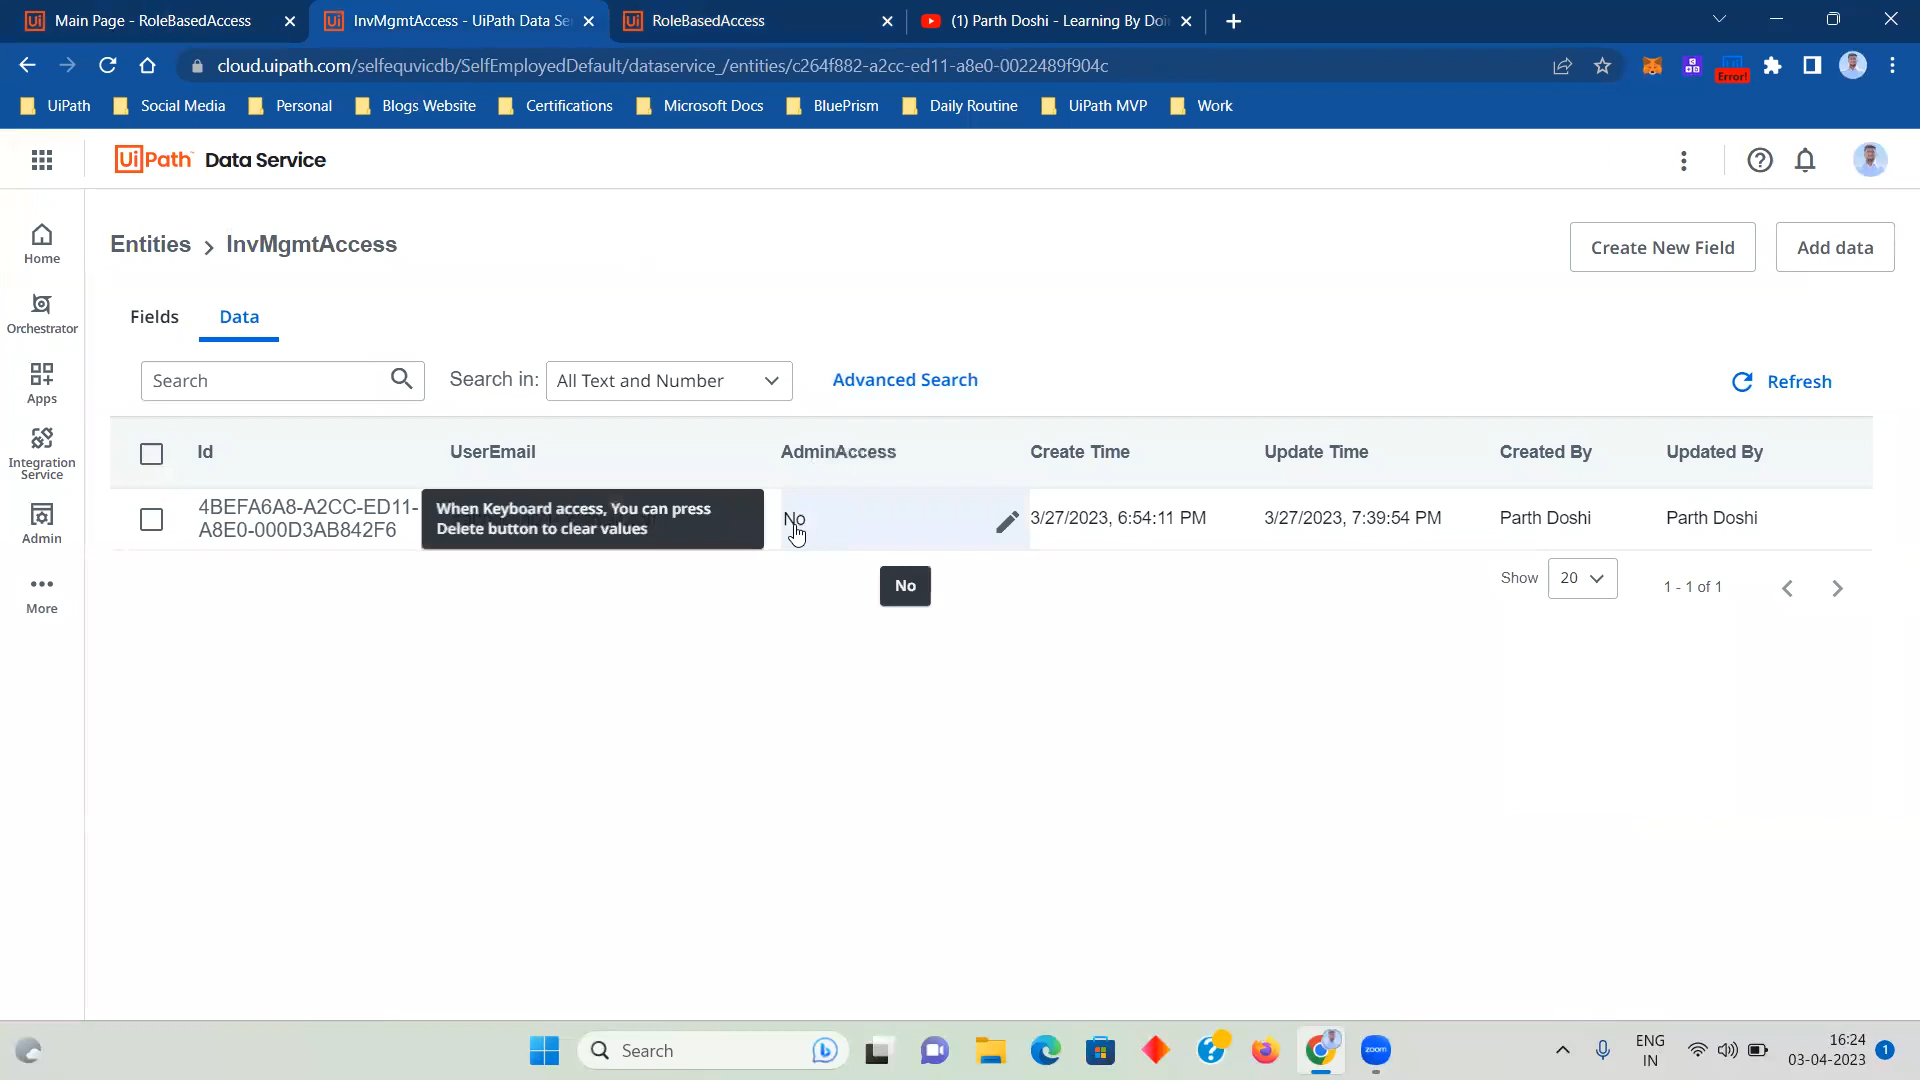 Main Page - RoleBasedAccess
InvMgmtAccess - UiPath Data Se
RoleBasedAccess
(1) Parth Doshi - Learning By Doi
cloud.uipath.com/selfequvicdb/SelfEmployedDefault/dataservice_/entities/c264f882-a2cc-ed11-a8e0-0022489f904c
Error!
UiPath
Social Media
Personal
Blogs Website
Certifications
Microsoft Docs
BluePrism
Daily Routine
UiPath MVP
Work
UiPath Data Service
Home
Orchestrator
Apps
Integration
Service
Admin
More
Entities > InvMgmtAccess
Create New Field
Add data
Fields
Data
Search
Search in:
All Text and Number
Advanced Search
Refresh
Id
UserEmail
AdminAccess
Create Time
Update Time
Created By
Updated By
4BEFA6A8-A2CC-ED11-
A8E0-000D3AB842F6
When Keyboard access, You can press
Delete button to clear values
No
3/27/2023, 6:54:11 PM
3/27/2023, 7:39:54 PM
Parth Doshi
Parth Doshi
No
Show
20
1 - 1 of 1
Search
zoom
ENG
IN
16:24
03-04-2023
1